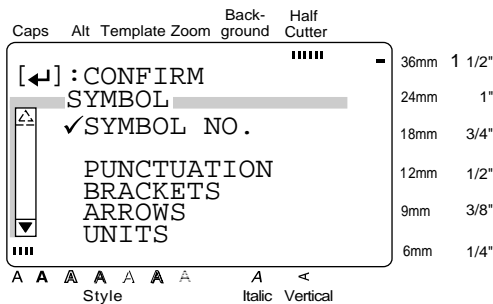 Caps Alt Template Zoom Back-ground Half Cutter
[↵]:CONFIRM
SYMBOL
✓SYMBOL NO.
PUNCTUATION
BRACKETS
ARROWS
UNITS
36mm 1 1/2"
24mm 1"
18mm 3/4"
12mm 1/2"
9mm 3/8"
6mm 1/4"
A A A A A A A A A
Style Italic Vertical